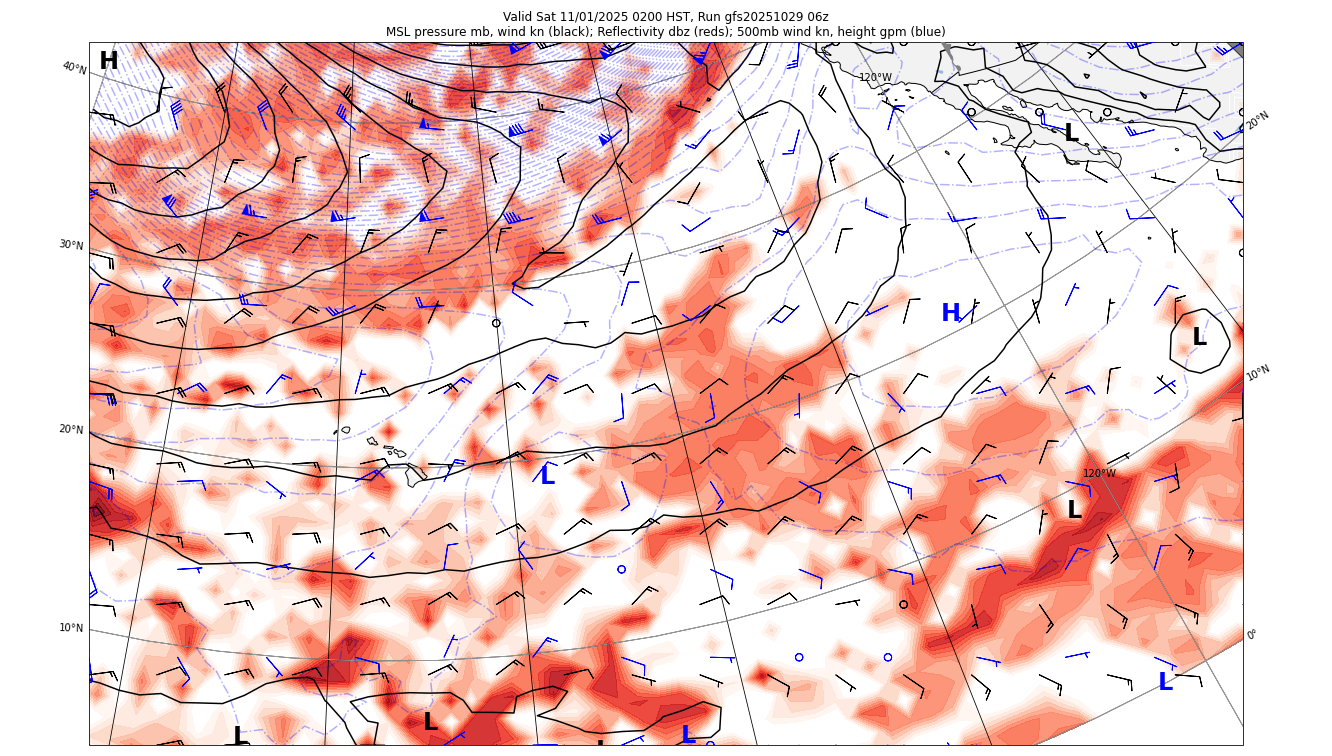 Valid Sat 11/01/2025 0200 HST, Run gfs20251029 06z
MSL pressure mb, wind kn (black); Reflectivity dbz (reds); 500mb wind kn, height gpm (blue)
H
40°N
120°W
L
20°N
30°N
H
L
10°N
20°N
L
120°W
L
10°N
0°
L
L
L
L
L